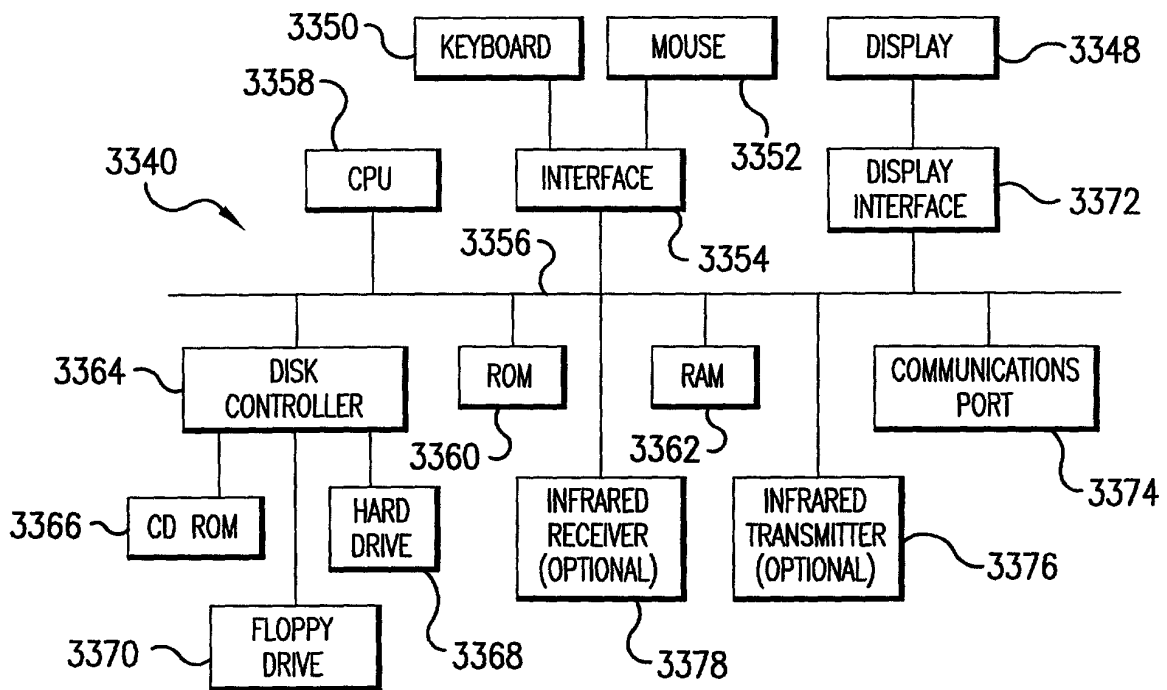 3350
KEYBOARD
MOUSE
DISPLAY
3348
3358
3352
3340
CPU
INTERFACE
DISPLAY
INTERFACE
3372
3356
3354
3364
DISK
CONTROLLER
ROM
RAM
COMMUNICATIONS
PORT
3360
3362
3374
3366
CD ROM
HARD
DRIVE
INFRARED
RECEIVER
(OPTIONAL)
INFRARED
TRANSMITTER
(OPTIONAL)
3376
3370
FLOPPY
DRIVE
3368
3378